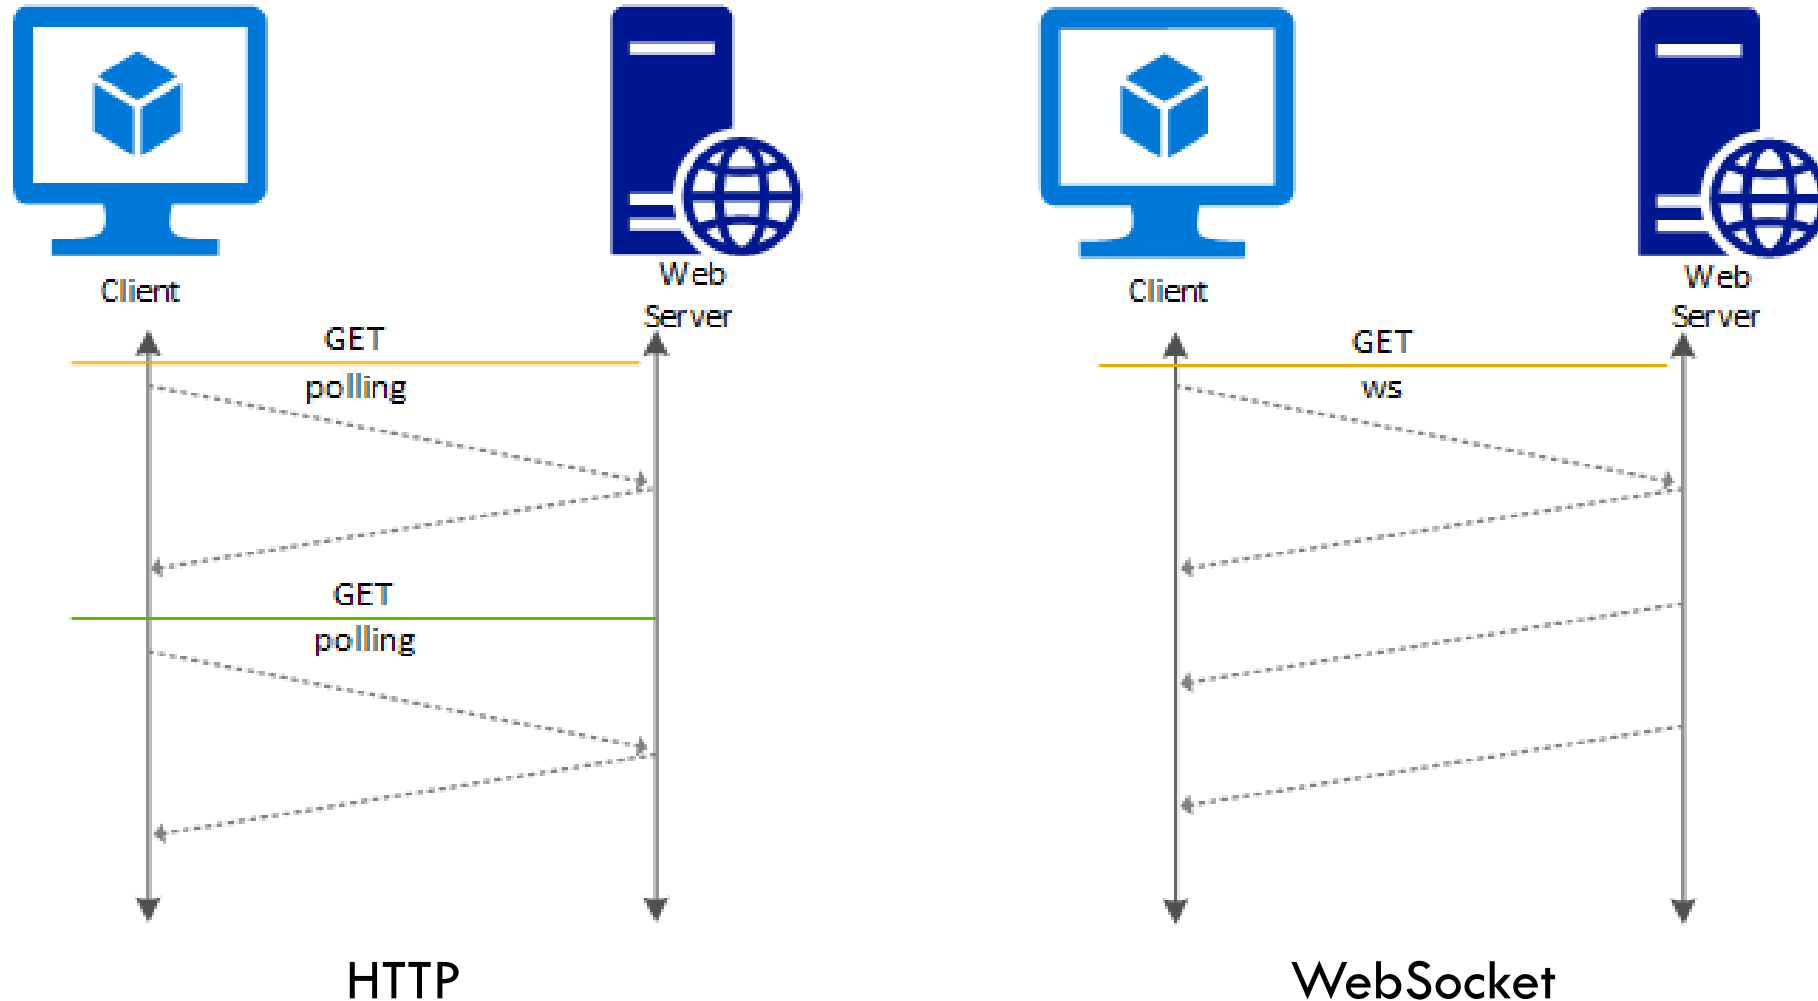 Client
Web
Server
GET
polling
GET
polling
HTTP
Client
Web
Server
GET
ws
WebSocket